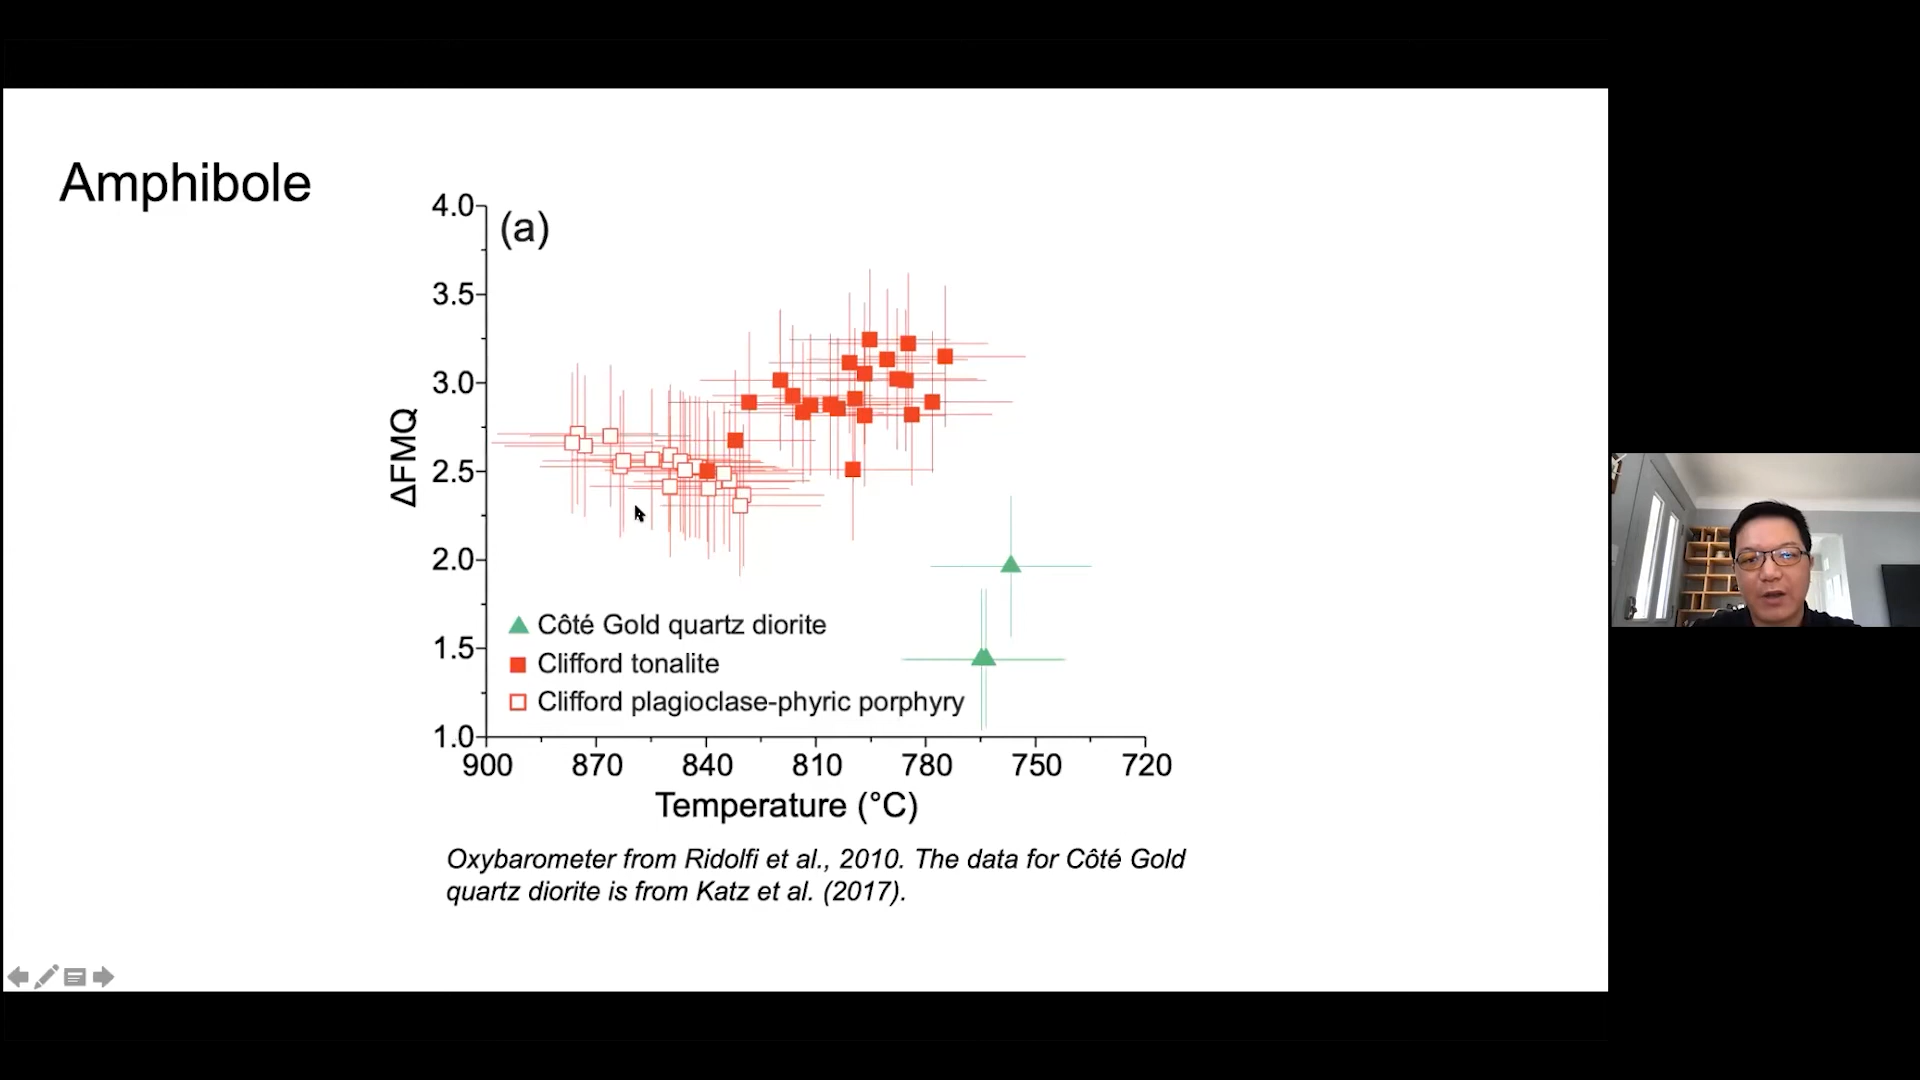 Amphibole
(a)
4.0
3.5
3.0
2.5
2.0
1.5
1.0
ΔFMQ
Côté Gold quartz diorite
Clifford tonalite
Clifford plagioclase-phyric porphyry
900 870 840 810 780 750 720
Temperature (°C)
Oxybarometer from Ridolfi et al., 2010. The data for Côté Gold
quartz diorite is from Katz et al. (2017).